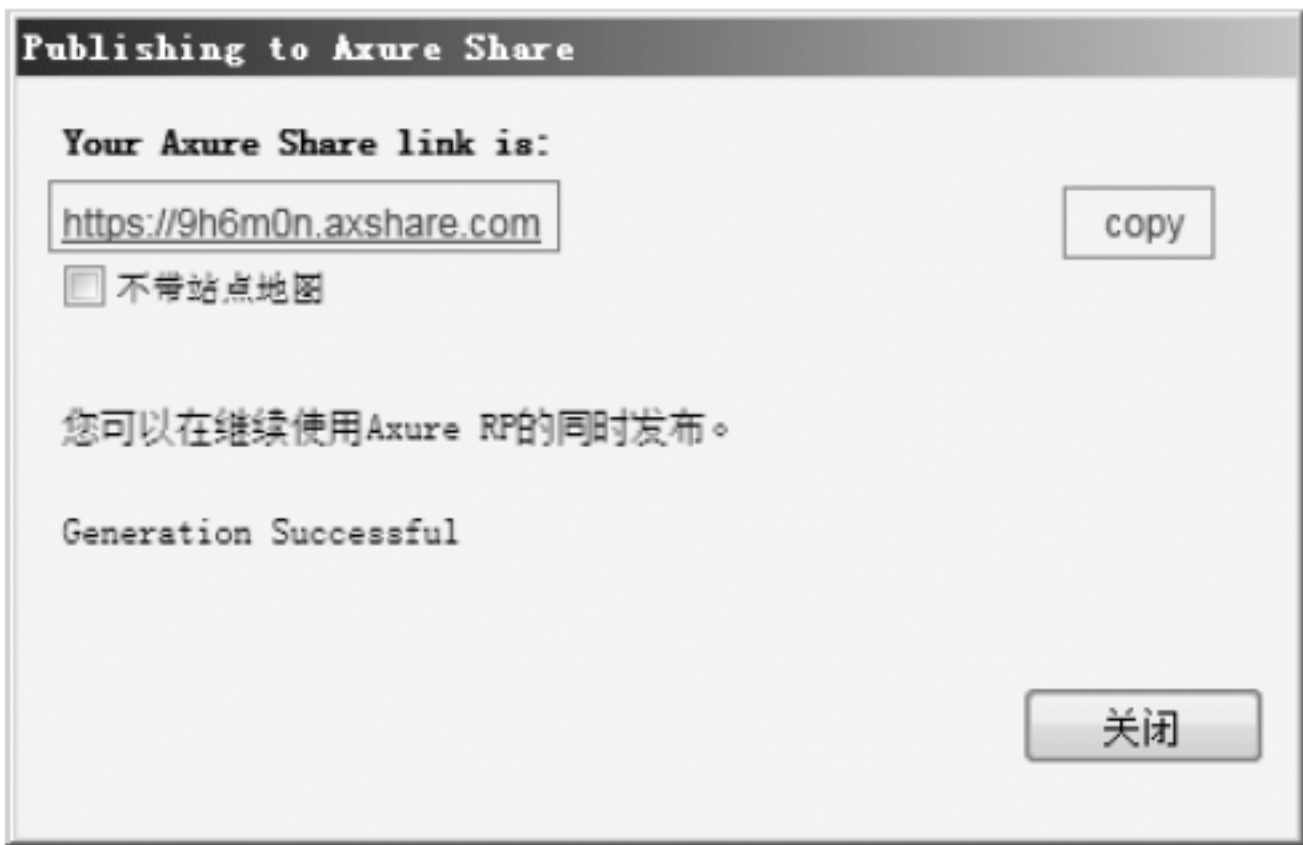 Publishing to Axure Share
Your Axure Share link is:
https://9h6m0n.axshare.com
copy
不带站点地图
您可以在继续使用Axure RP的同时发布。
Generation Successful
关闭